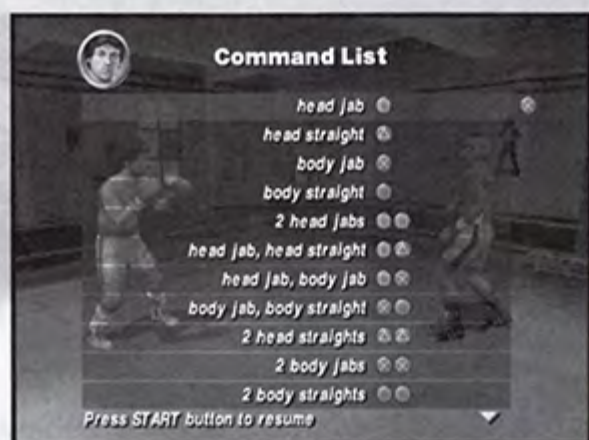 Command List
head jab
head straight
body jab
body straight
2 head jabs
head jab, head straight
head jab, body jab
body jab, body straight
2 head straights
2 body jabs
2 body straights
Press START button to resume